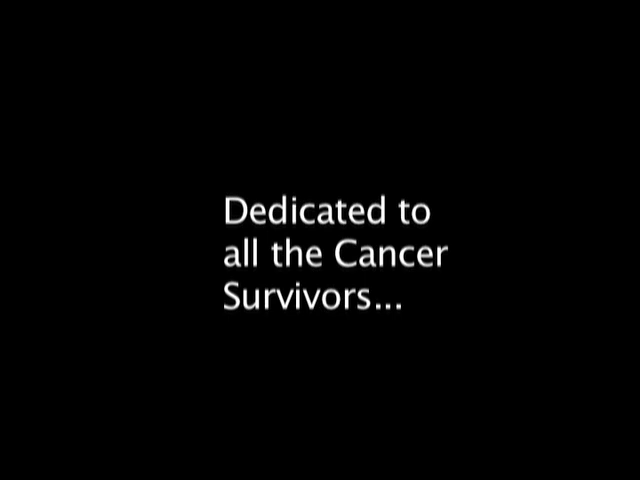 Dedicated to
all the Cancer
Survivors...